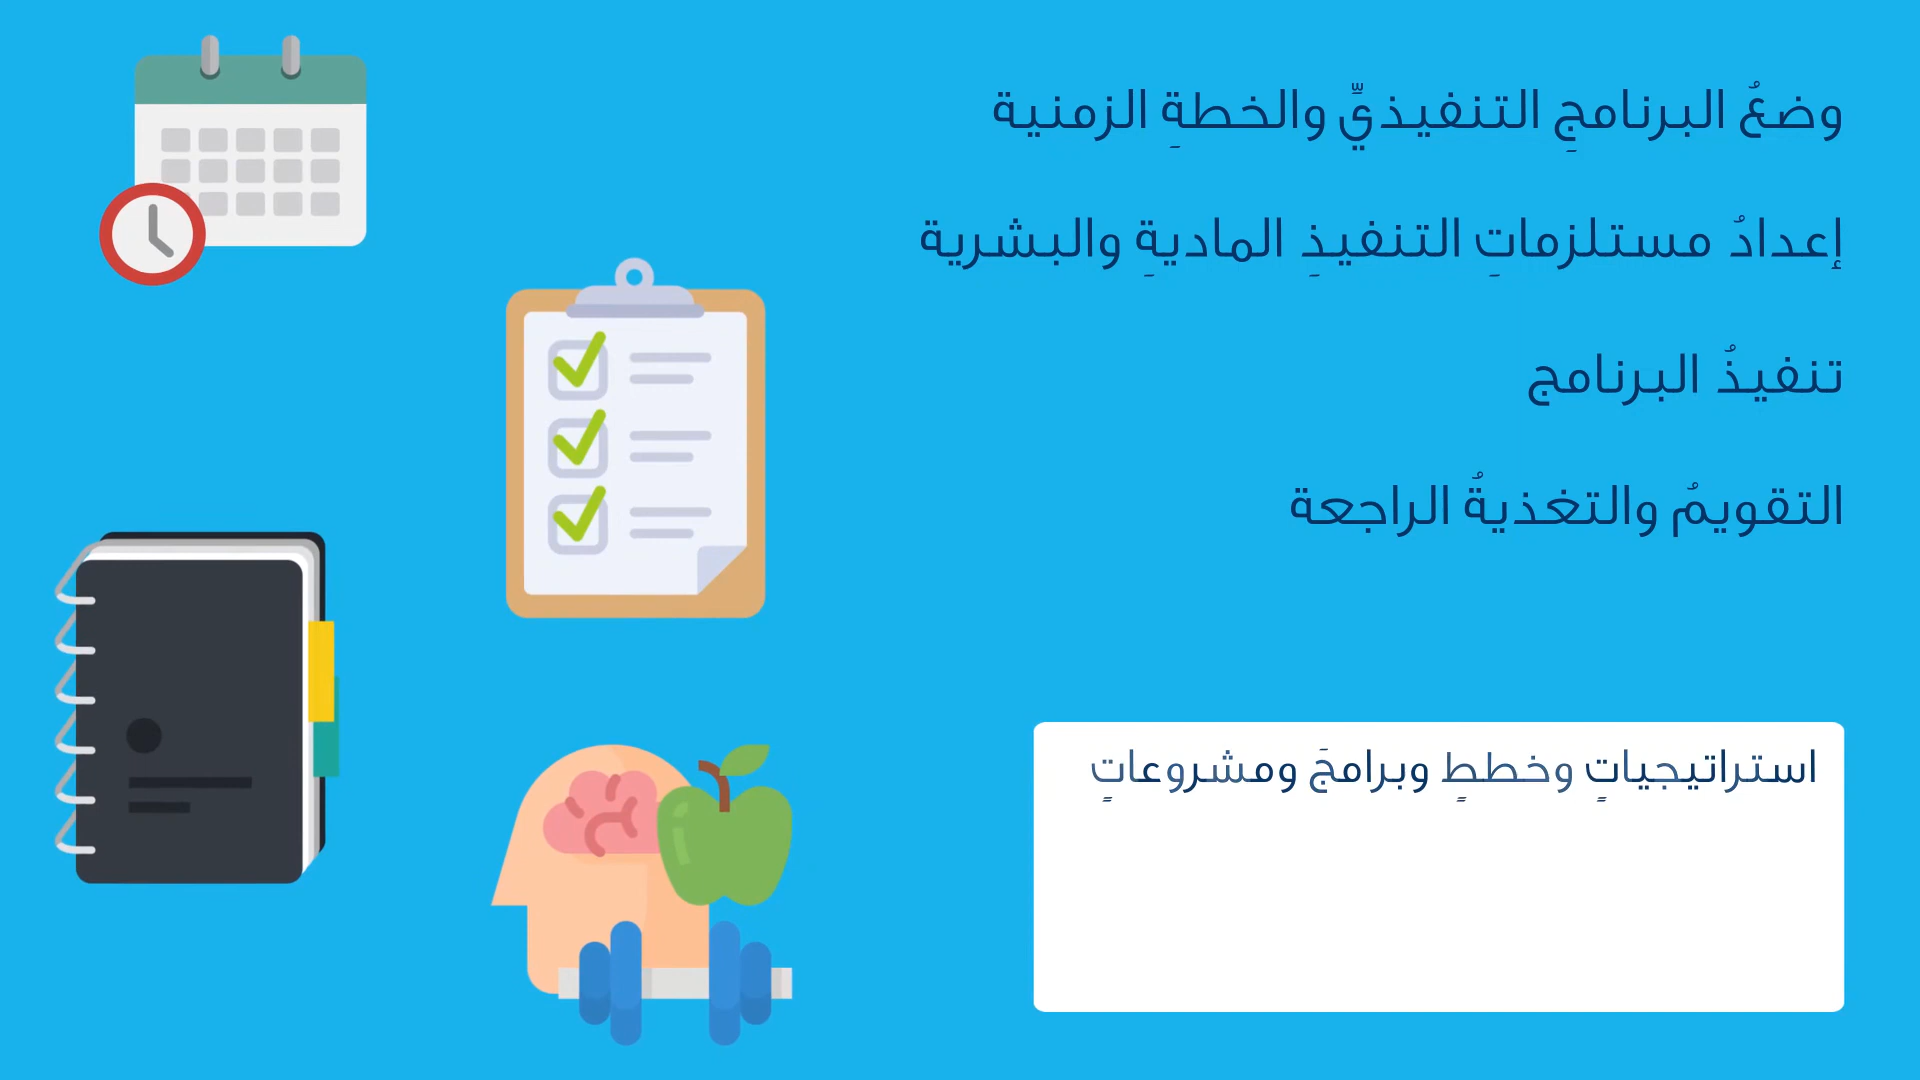 وضعُ البرنامجِ التنفيذيِّ والخطةِ الزمنية
إعدادُ مستلزماتِ التنفيذِ الماديةِ والبشرية
تنفيذُ البرنامج
التقويمُ والتغذيةُ الراجعة
استراتيجياتٍ وخططٍ وبرامجَ ومشروعاتٍ